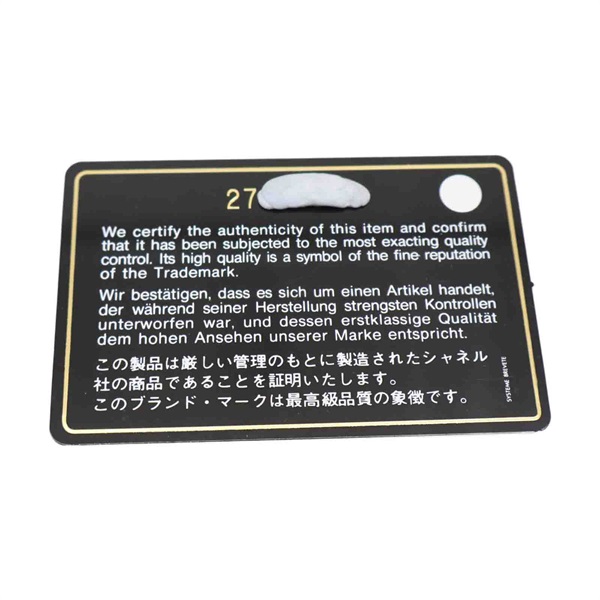 27
We certify the authenticity of this item and confirm
that it has been subjected to the most exacting quality
control. Its high quality is a symbol of the fine reputation
of the Trademark.
Wir bestätigen, dass es sich um einen Artikel handelt,
der während seiner Herstellung strengsten Kontrollen
unterworfen war, und dessen erstklassige Qualität
dem hohen Ansehen unserer Marke entspricht.
この製品は厳しい管理のもとに製造されたシャネル
社の商品であることを証明いたします。
このブランド・マークは最高級品質の象徴です。
SYSTEME BREVETE